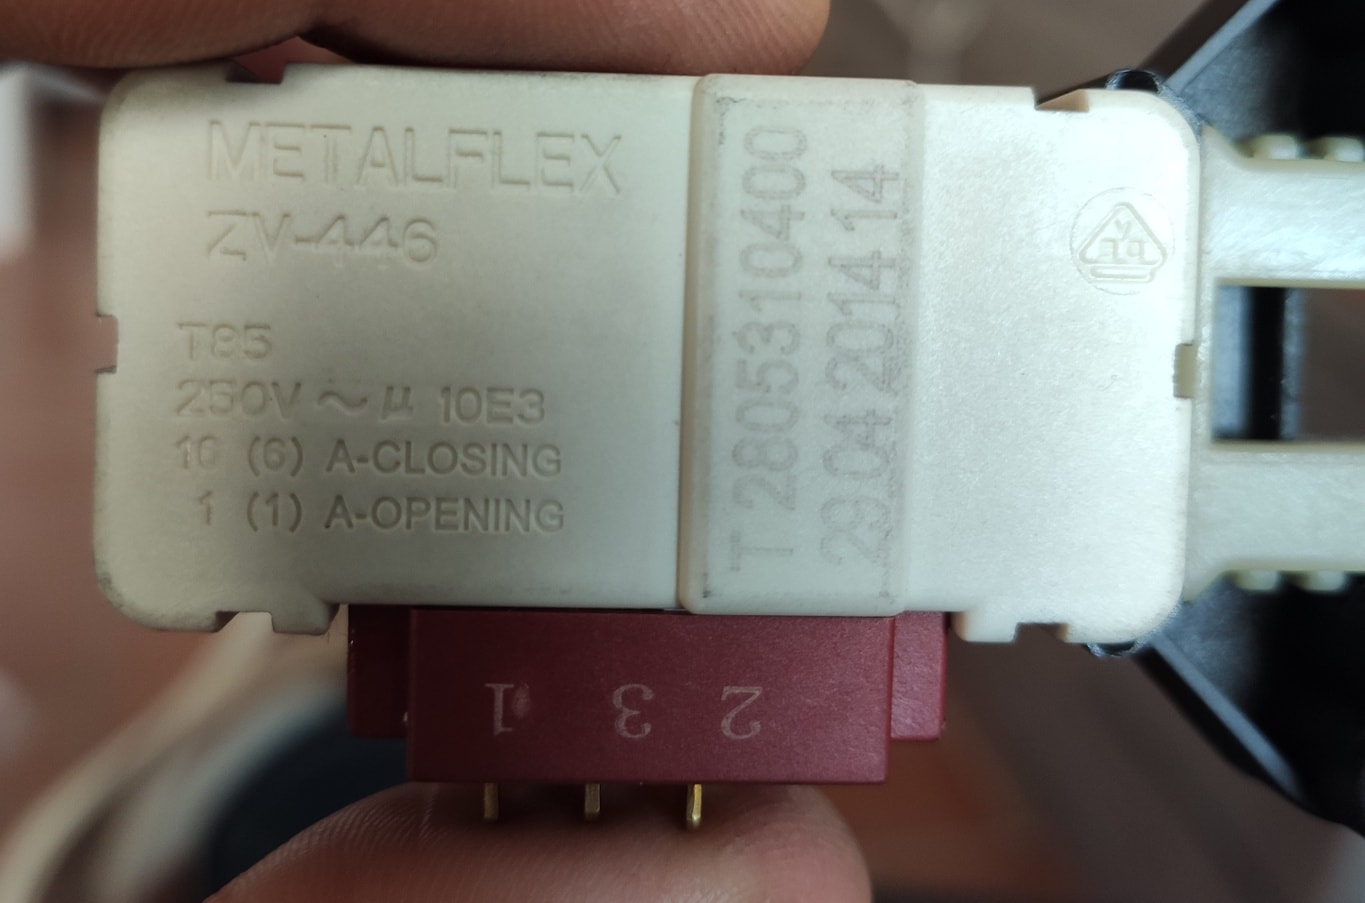 METALFLEX
ZV-446
T85
250V ~ µ 10E3
10 (6) A-CLOSING
1 (1) A-OPENING
T 2805310400
29 04 2014 14
VDE
1 3 2